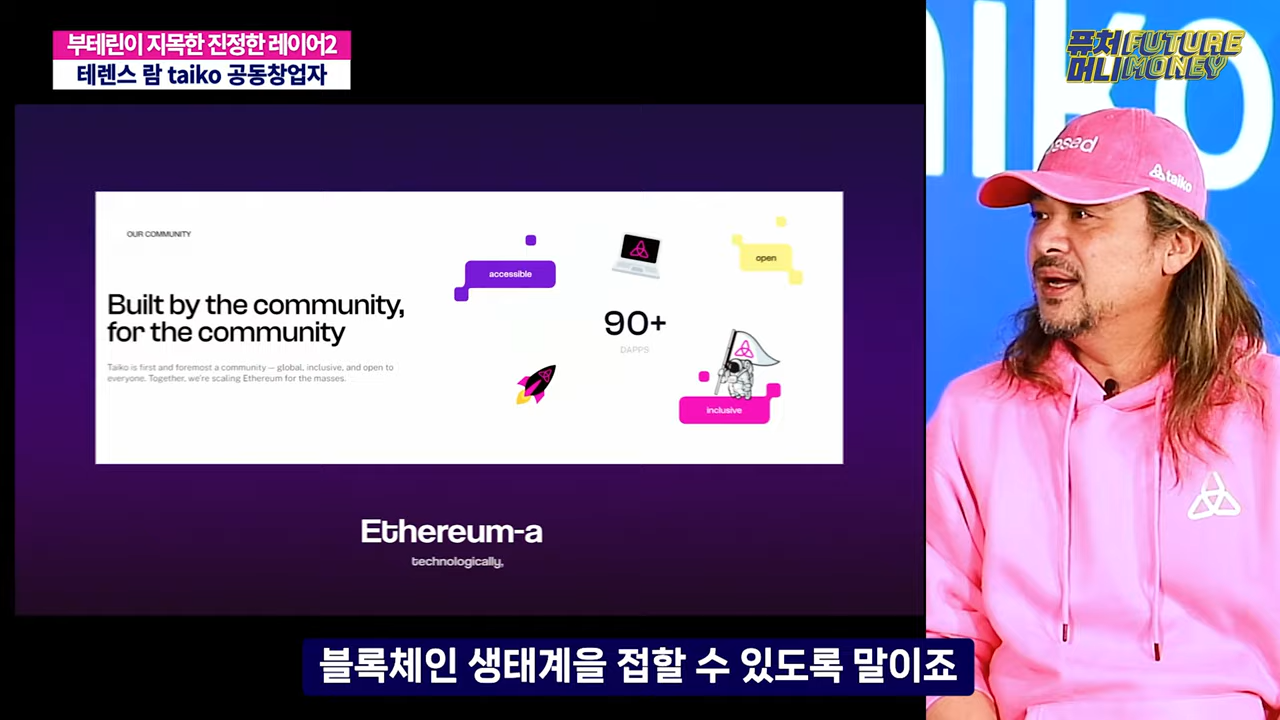 부테린이 지목한 진정한 레이어2
테렌스 람 taiko 공동창업자
퓨처 FUTURE
머니 MONEY
taiko
OUR COMMUNITY
accessible
open
Built by the community,
for the community
90+
DAPPS
Taiko is first and foremost a community — global, inclusive, and open to
everyone. Together, we're scaling Ethereum for the masses.
inclusive
Ethereum-a
technologically,
블록체인 생태계을 접할 수 있도록 말이죠